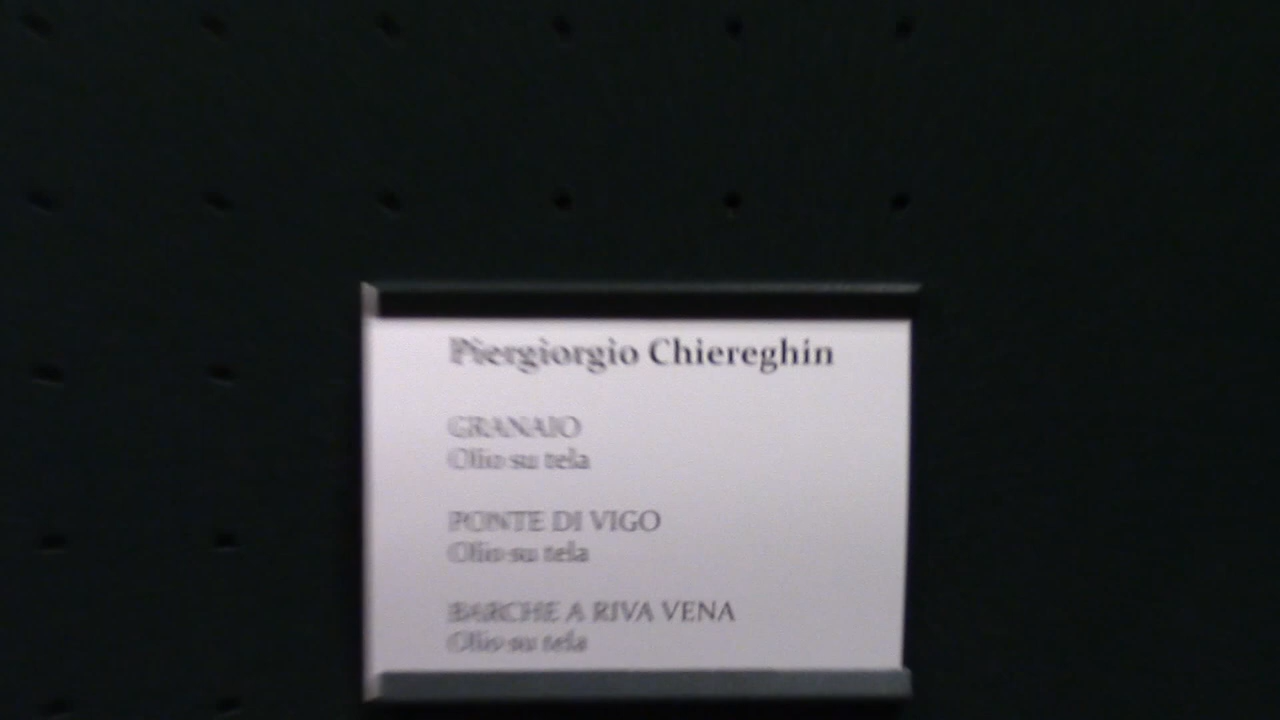 Piergiorgio Chiereghin
GRANAIO
Olio su tela
PONTE DI VIGO
Olio su tela
BARCHE A RIVA VENA
Olio su tela